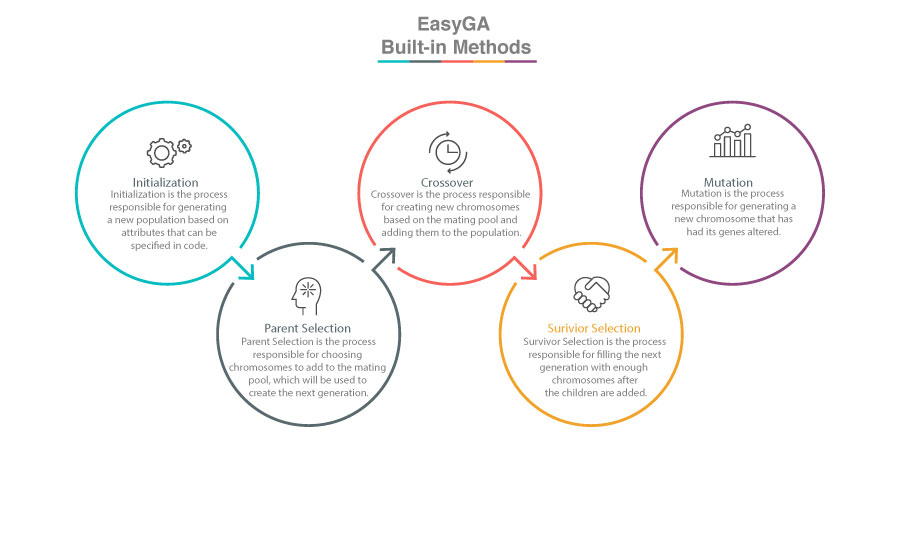 EasyGA
Built-in Methods
Initialization
Initialization is the process
responsible for generating
a new population based on
attributes that can be
specified in code.
Parent Selection
Parent Selection is the process
responsible for choosing
chromosomes to add to the mating
pool, which will be used to
create the next generation.
Crossover
Crossover is the process responsible
for creating new chromosomes
based on the mating pool and
adding them to the population.
Surivior Selection
Survivor Selection is the process
responsible for filling the next
generation with enough
chromosomes after
the children are added.
Mutation
Mutation is the process
responsible for generating a
new chromosome that has
had its genes altered.